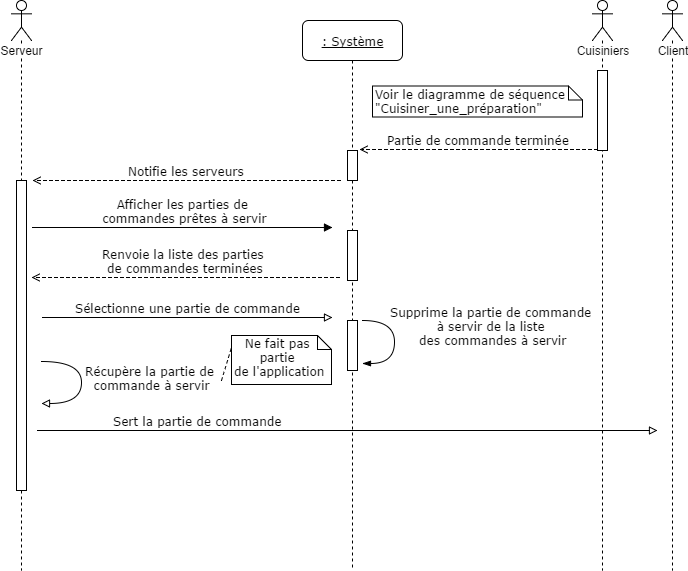 Serveur
: Système
Cuisiniers
Client
Voir le diagramme de séquence
"Cuisiner_une_préparation"
Partie de commande terminée
Notifie les serveurs
Afficher les parties de
commandes prêtes à servir
Renvoie la liste des parties
de commandes terminées
Sélectionne une partie de commande
Supprime la partie de commande
à servir de la liste
des commandes à servir
Ne fait pas
partie
de l'application
Récupère la partie de
commande à servir
Sert la partie de commande